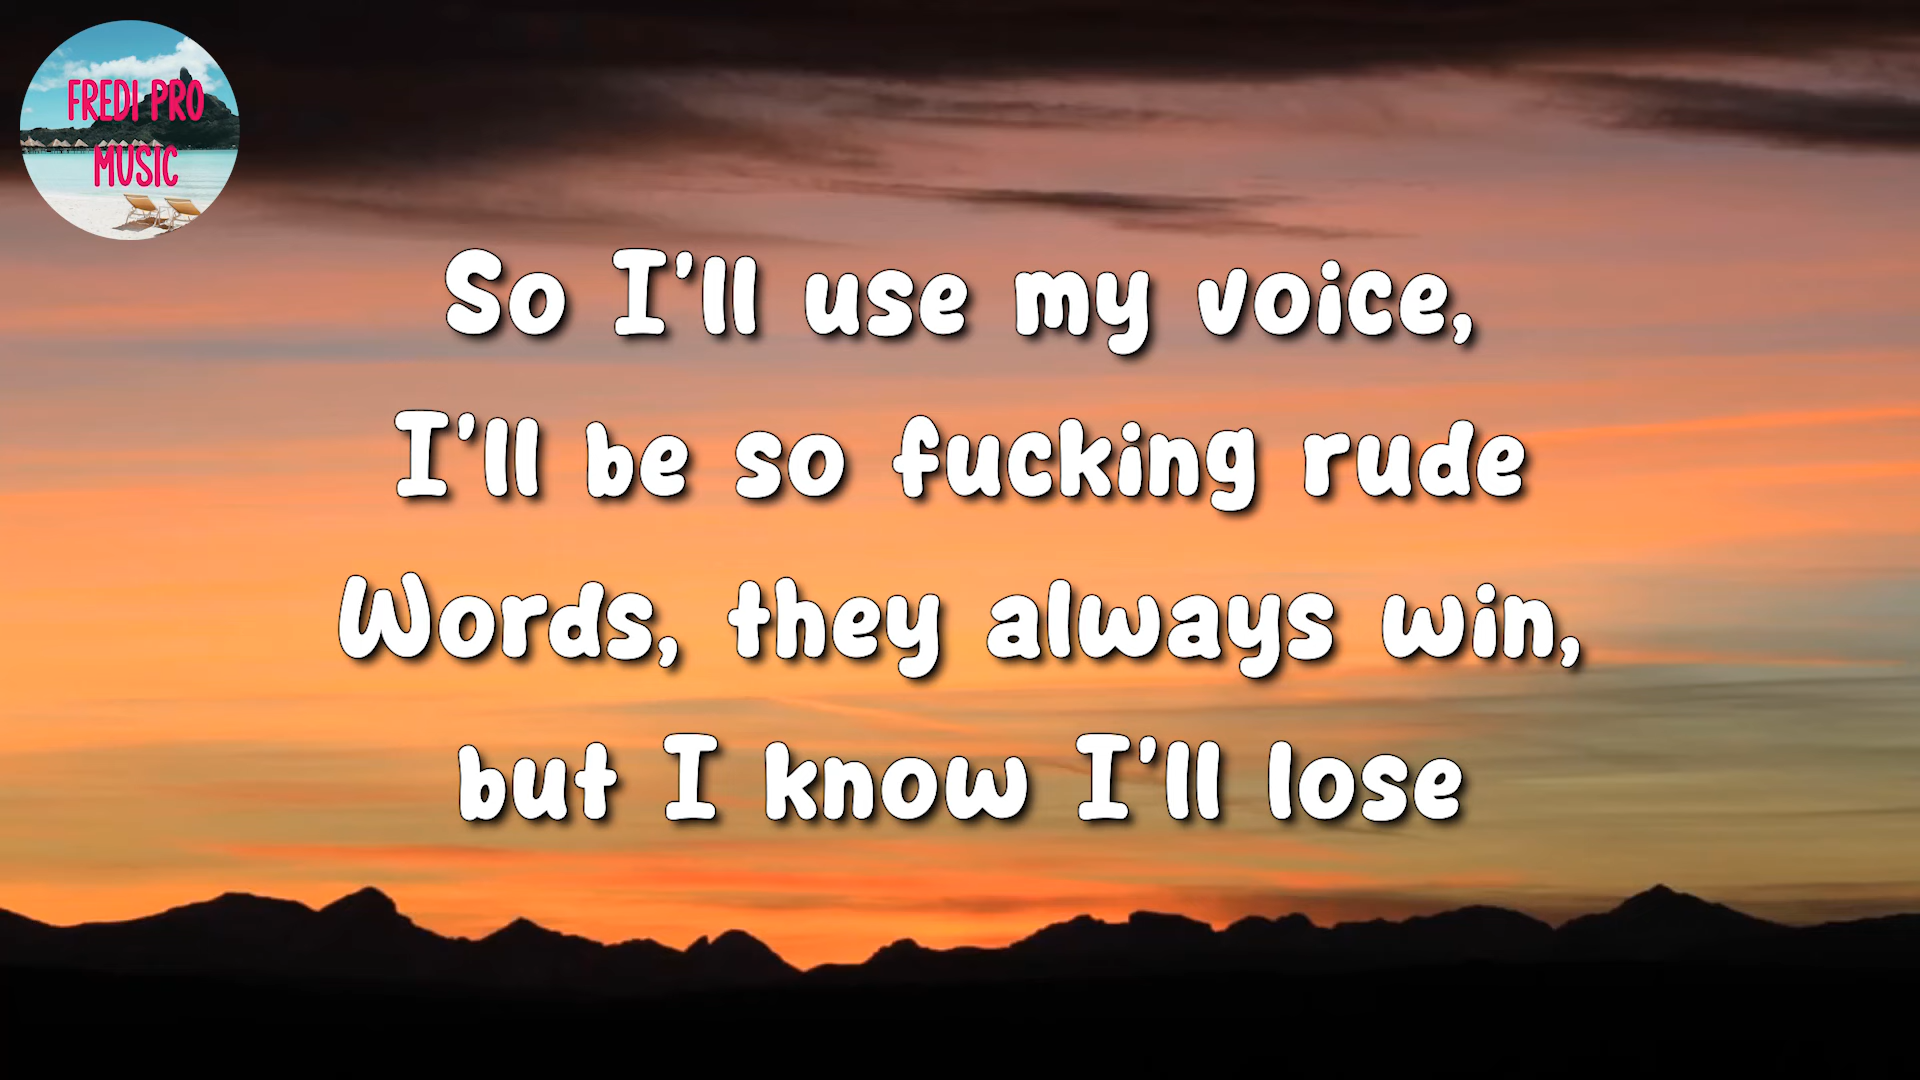 FREDI PRO
MUSIC
So I'll use my voice,
I'll be so fucking rude
Words, they always win,
but I know I'll lose